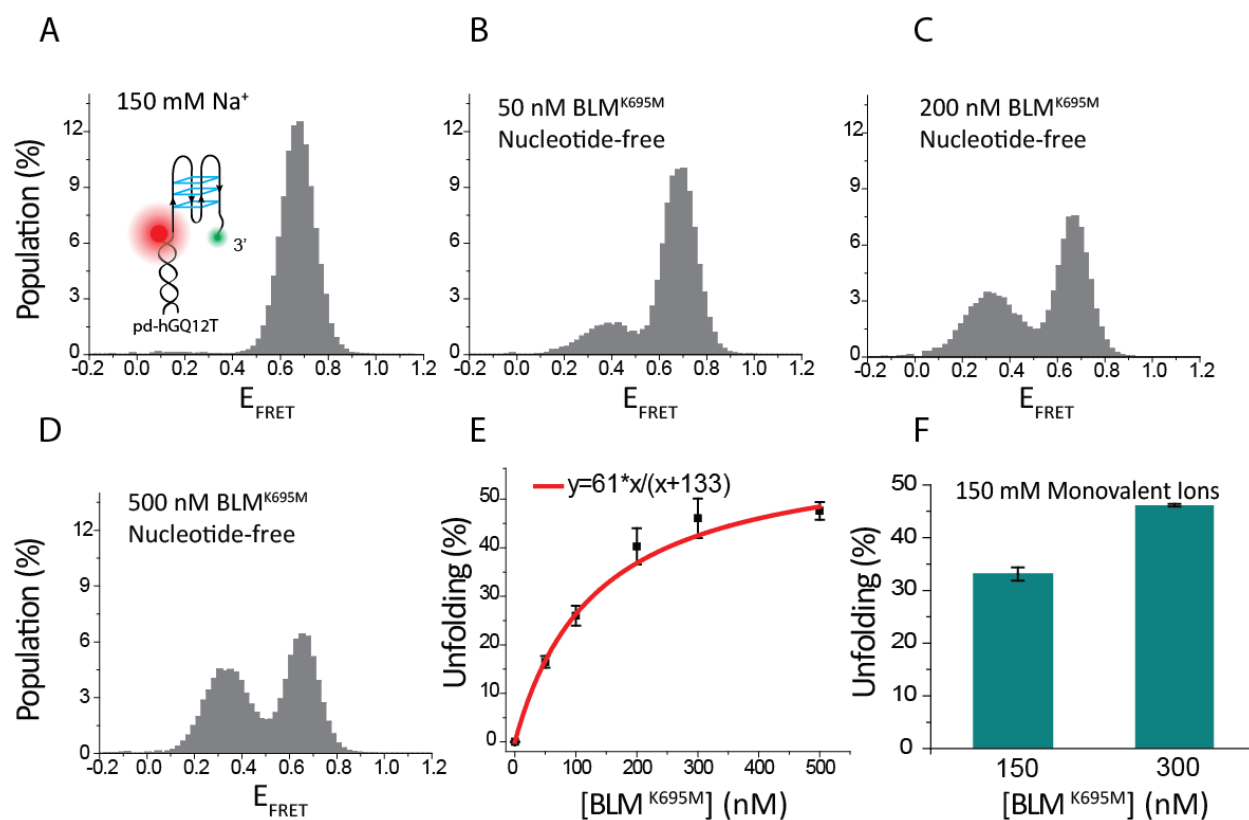 A
150 mM Na⁺
Population (%)
12
9
6
3
0
3'
pd-hGQ12T
-0.2 0.0 0.2 0.4 0.6 0.8 1.0 1.2
E_FRET
B
50 nM BLM^K695M
Nucleotide-free
12
9
6
3
0
-0.2 0.0 0.2 0.4 0.6 0.8 1.0 1.2
E_FRET
C
200 nM BLM^K695M
Nucleotide-free
12
9
6
3
0
-0.2 0.0 0.2 0.4 0.6 0.8 1.0 1.2
E_FRET
D
500 nM BLM^K695M
Nucleotide-free
Population (%)
12
9
6
3
0
-0.2 0.0 0.2 0.4 0.6 0.8 1.0 1.2
E_FRET
E
y=61*x/(x+133)
Unfolding (%)
50
40
30
20
10
0
0 100 200 300 400 500
[BLM^K695M] (nM)
F
150 mM Monovalent Ions
Unfolding (%)
50
40
30
20
10
0
150 300
[BLM^K695M] (nM)